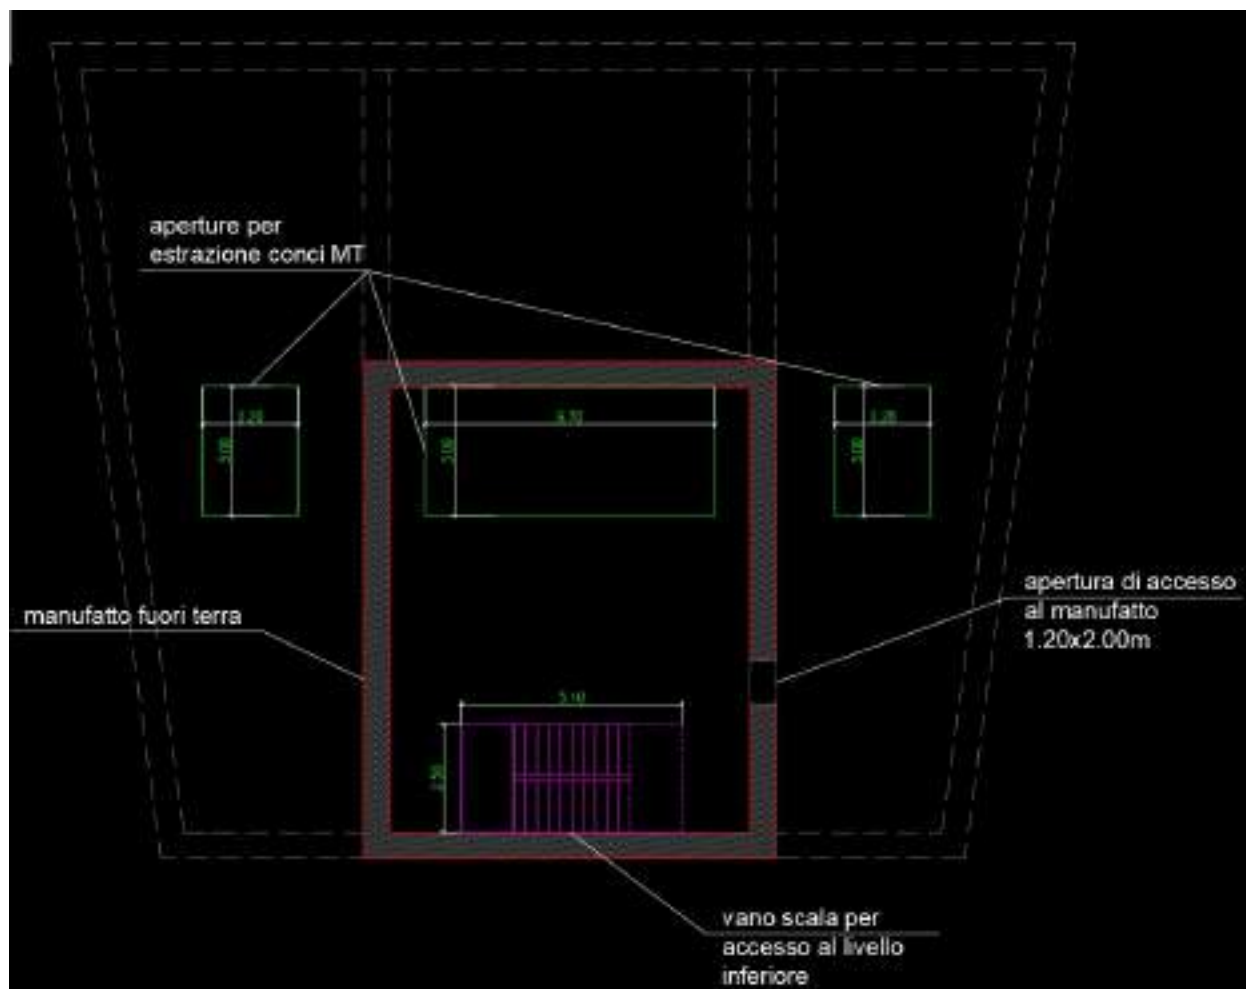 aperture per
estrazione conci MT
manufatto fuori terra
apertura di accesso
al manufatto
1.20x2.00m
vano scala per
accesso al livello
inferiore